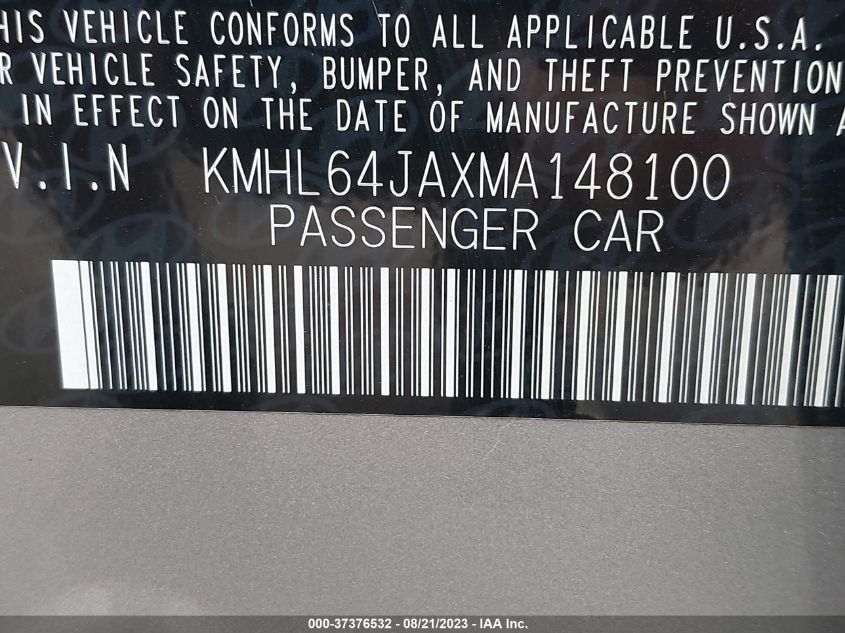 HIS VEHICLE CONFORMS TO ALL APPLICABLE U.S.A.
R VEHICLE SAFETY, BUMPER, AND THEFT PREVENTION
IN EFFECT ON THE DATE OF MANUFACTURE SHOWN A
V.I.N KMHL64JAXMA148100
PASSENGER CAR
000-37376532 - 08/21/2023 - IAA Inc.